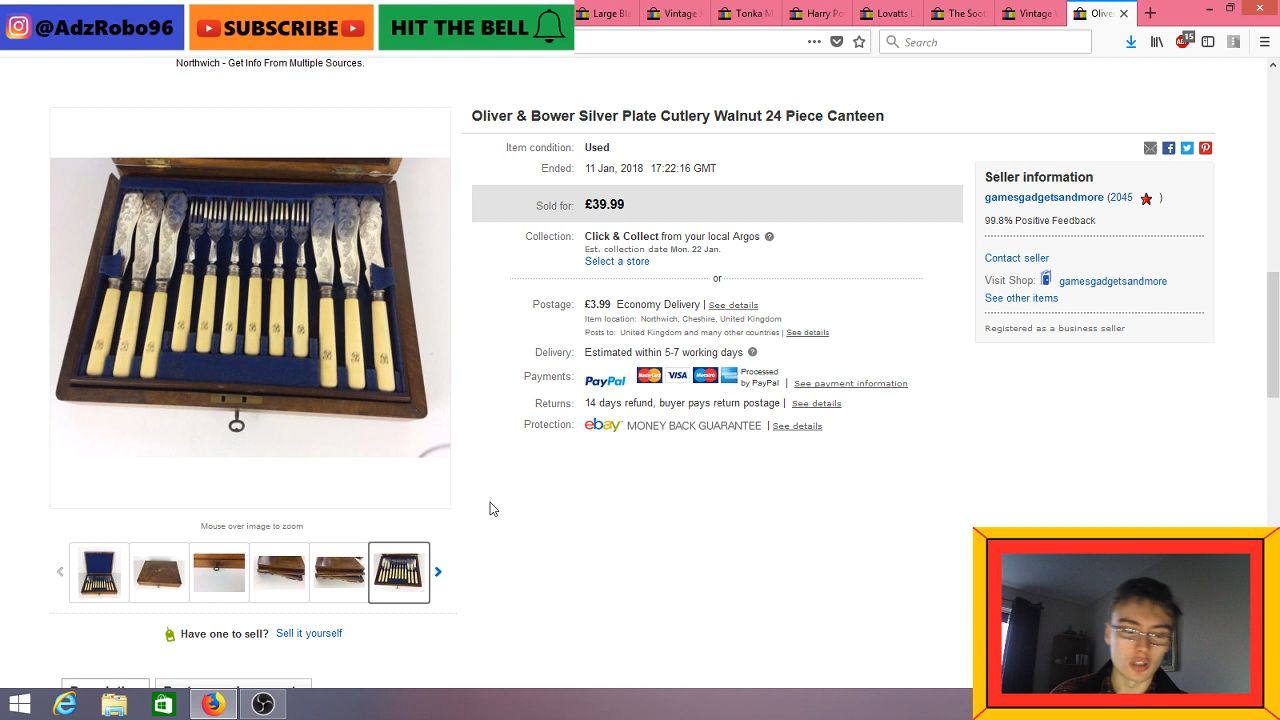 @AdzRobo96
SUBSCRIBE
HIT THE BELL
Large Bla
Vintage
Tonka M
Harry Po
Lovatts
The Soot
Vintage
Olive
Search
15
Northwich - Get Info From Multiple Sources.
Oliver & Bower Silver Plate Cutlery Walnut 24 Piece Canteen
Item condition: Used
Ended: 11 Jan, 2018 17:22:16 GMT
Sold for: £39.99
Collection: Click & Collect from your local Argos
Est. collection date Mon. 22 Jan.
Select a store
or
Postage: £3.99 Economy Delivery | See details
Item location: Northwich, Cheshire, United Kingdom
Posts to: United Kingdom and many other countries | See details
Delivery: Estimated within 5-7 working days
Payments: PayPal MasterCard VISA Maestro Processed by PayPal | See payment information
Returns: 14 days refund, buyer pays return postage | See details
Protection: ebay MONEY BACK GUARANTEE | See details
Seller information
gamesgadgetsandmore (2045 )
99.8% Positive Feedback
Contact seller
Visit Shop: gamesgadgetsandmore
See other items
Registered as a business seller
Mouse over image to zoom
Have one to sell? Sell it yourself